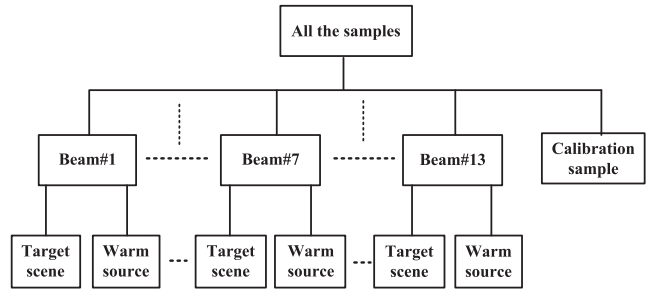 All the samples
Beam#1
Beam#7
Beam#13
Calibration
sample
Target
scene
Warm
source
Target
scene
Warm
source
Target
scene
Warm
source